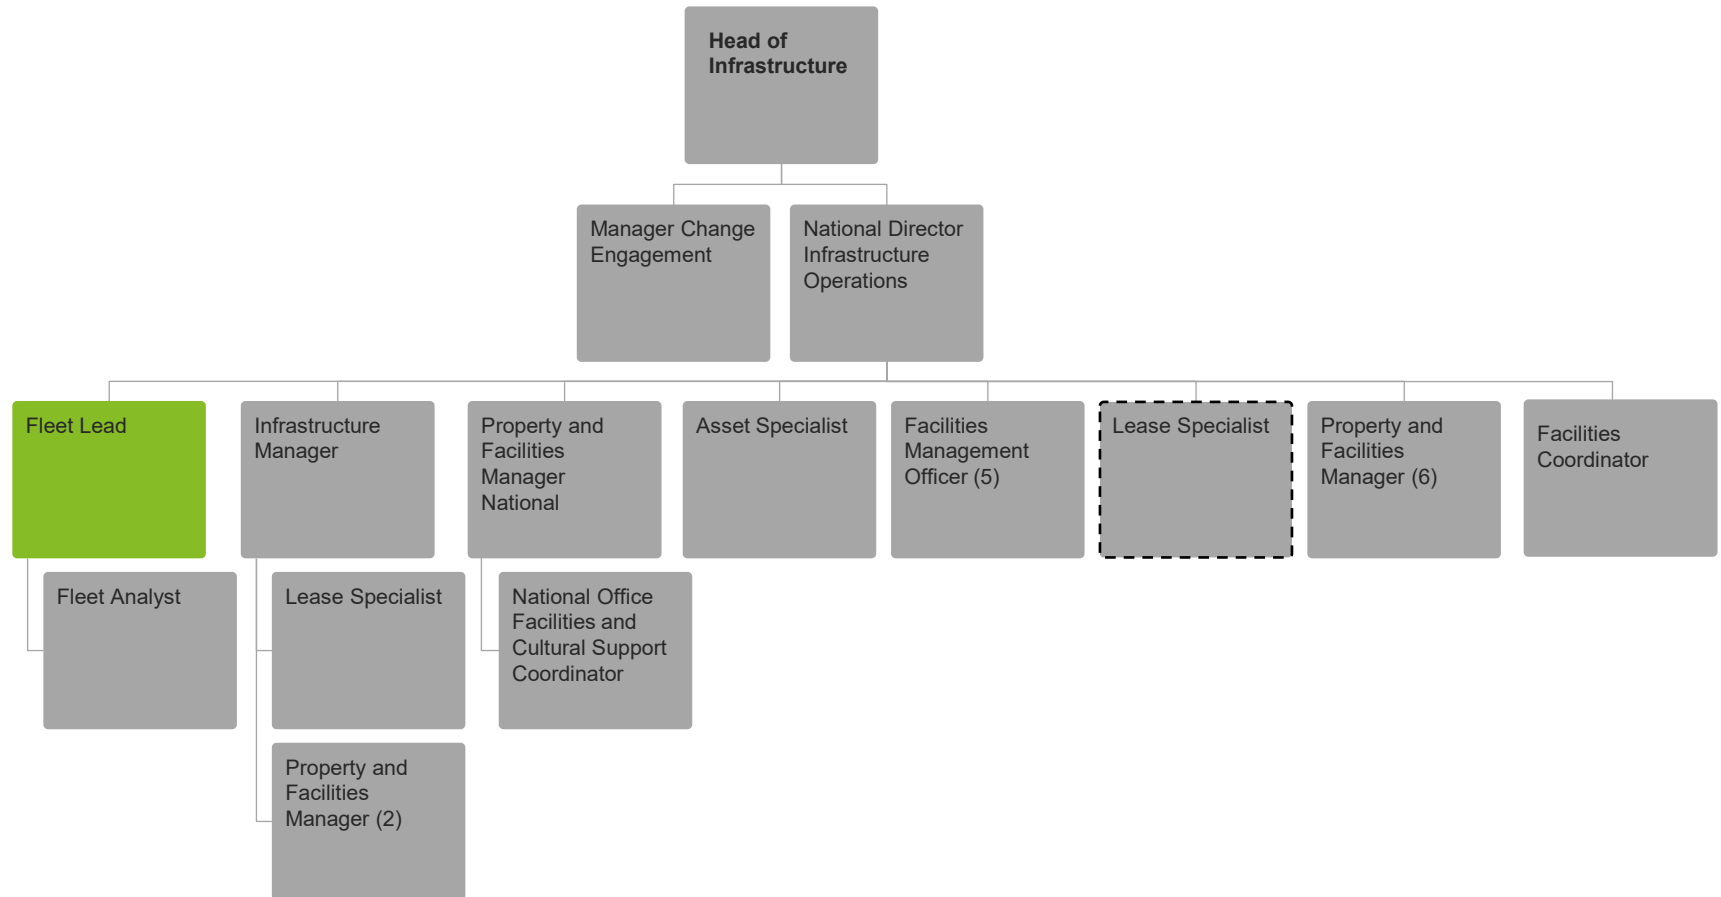 Head of
Infrastructure
Manager Change
Engagement
National Director
Infrastructure
Operations
Fleet Lead
Infrastructure
Manager
Property and
Facilities
Manager
National
Asset Specialist
Facilities
Management
Officer (5)
Lease Specialist
Property and
Facilities
Manager (6)
Facilities
Coordinator
Fleet Analyst
Lease Specialist
National Office
Facilities and
Cultural Support
Coordinator
Property and
Facilities
Manager (2)